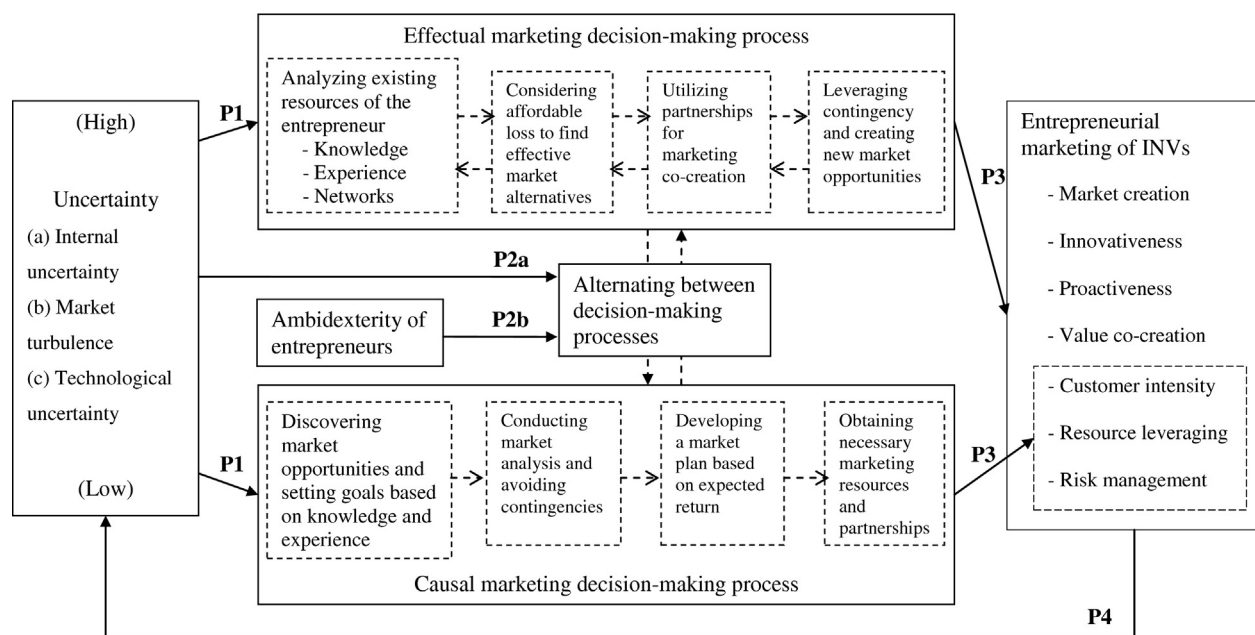 Effectual marketing decision-making process
Analyzing existing
resources of the
entrepreneur
- Knowledge
- Experience
- Networks
Considering
affordable
loss to find
effective
market
alternatives
Utilizing
partnerships
for
marketing
co-creation
Leveraging
contingency
and creating
new market
opportunities
(High)
Uncertainty
(a) Internal
uncertainty
(b) Market
turbulence
(c) Technological
uncertainty
(Low)
P1
P2a
P2b
Ambidexterity of
entrepreneurs
Alternating between
decision-making
processes
P1
Discovering
market
opportunities and
setting goals based
on knowledge and
experience
Conducting
market
analysis and
avoiding
contingencies
Developing
a market
plan based
on expected
return
Obtaining
necessary
marketing
resources
and
partnerships
Causal marketing decision-making process
P3
P3
Entrepreneurial
marketing of INVs
- Market creation
- Innovativeness
- Proactiveness
- Value co-creation
- Customer intensity
- Resource leveraging
- Risk management
P4